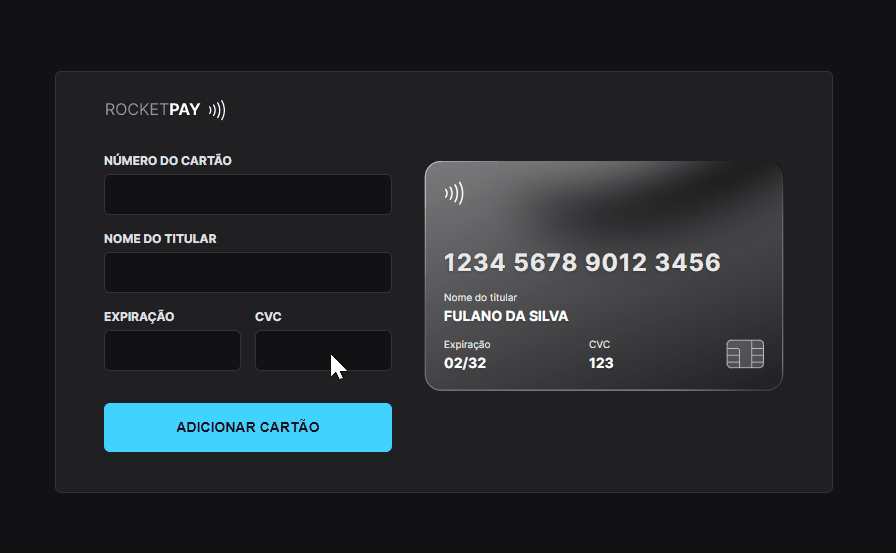 ROCKETPAY
NÚMERO DO CARTÃO
NOME DO TITULAR
EXPIRAÇÃO CVC
ADICIONAR CARTÃO
1234 5678 9012 3456
Nome do titular
FULANO DA SILVA
Expiração CVC
02/32 123